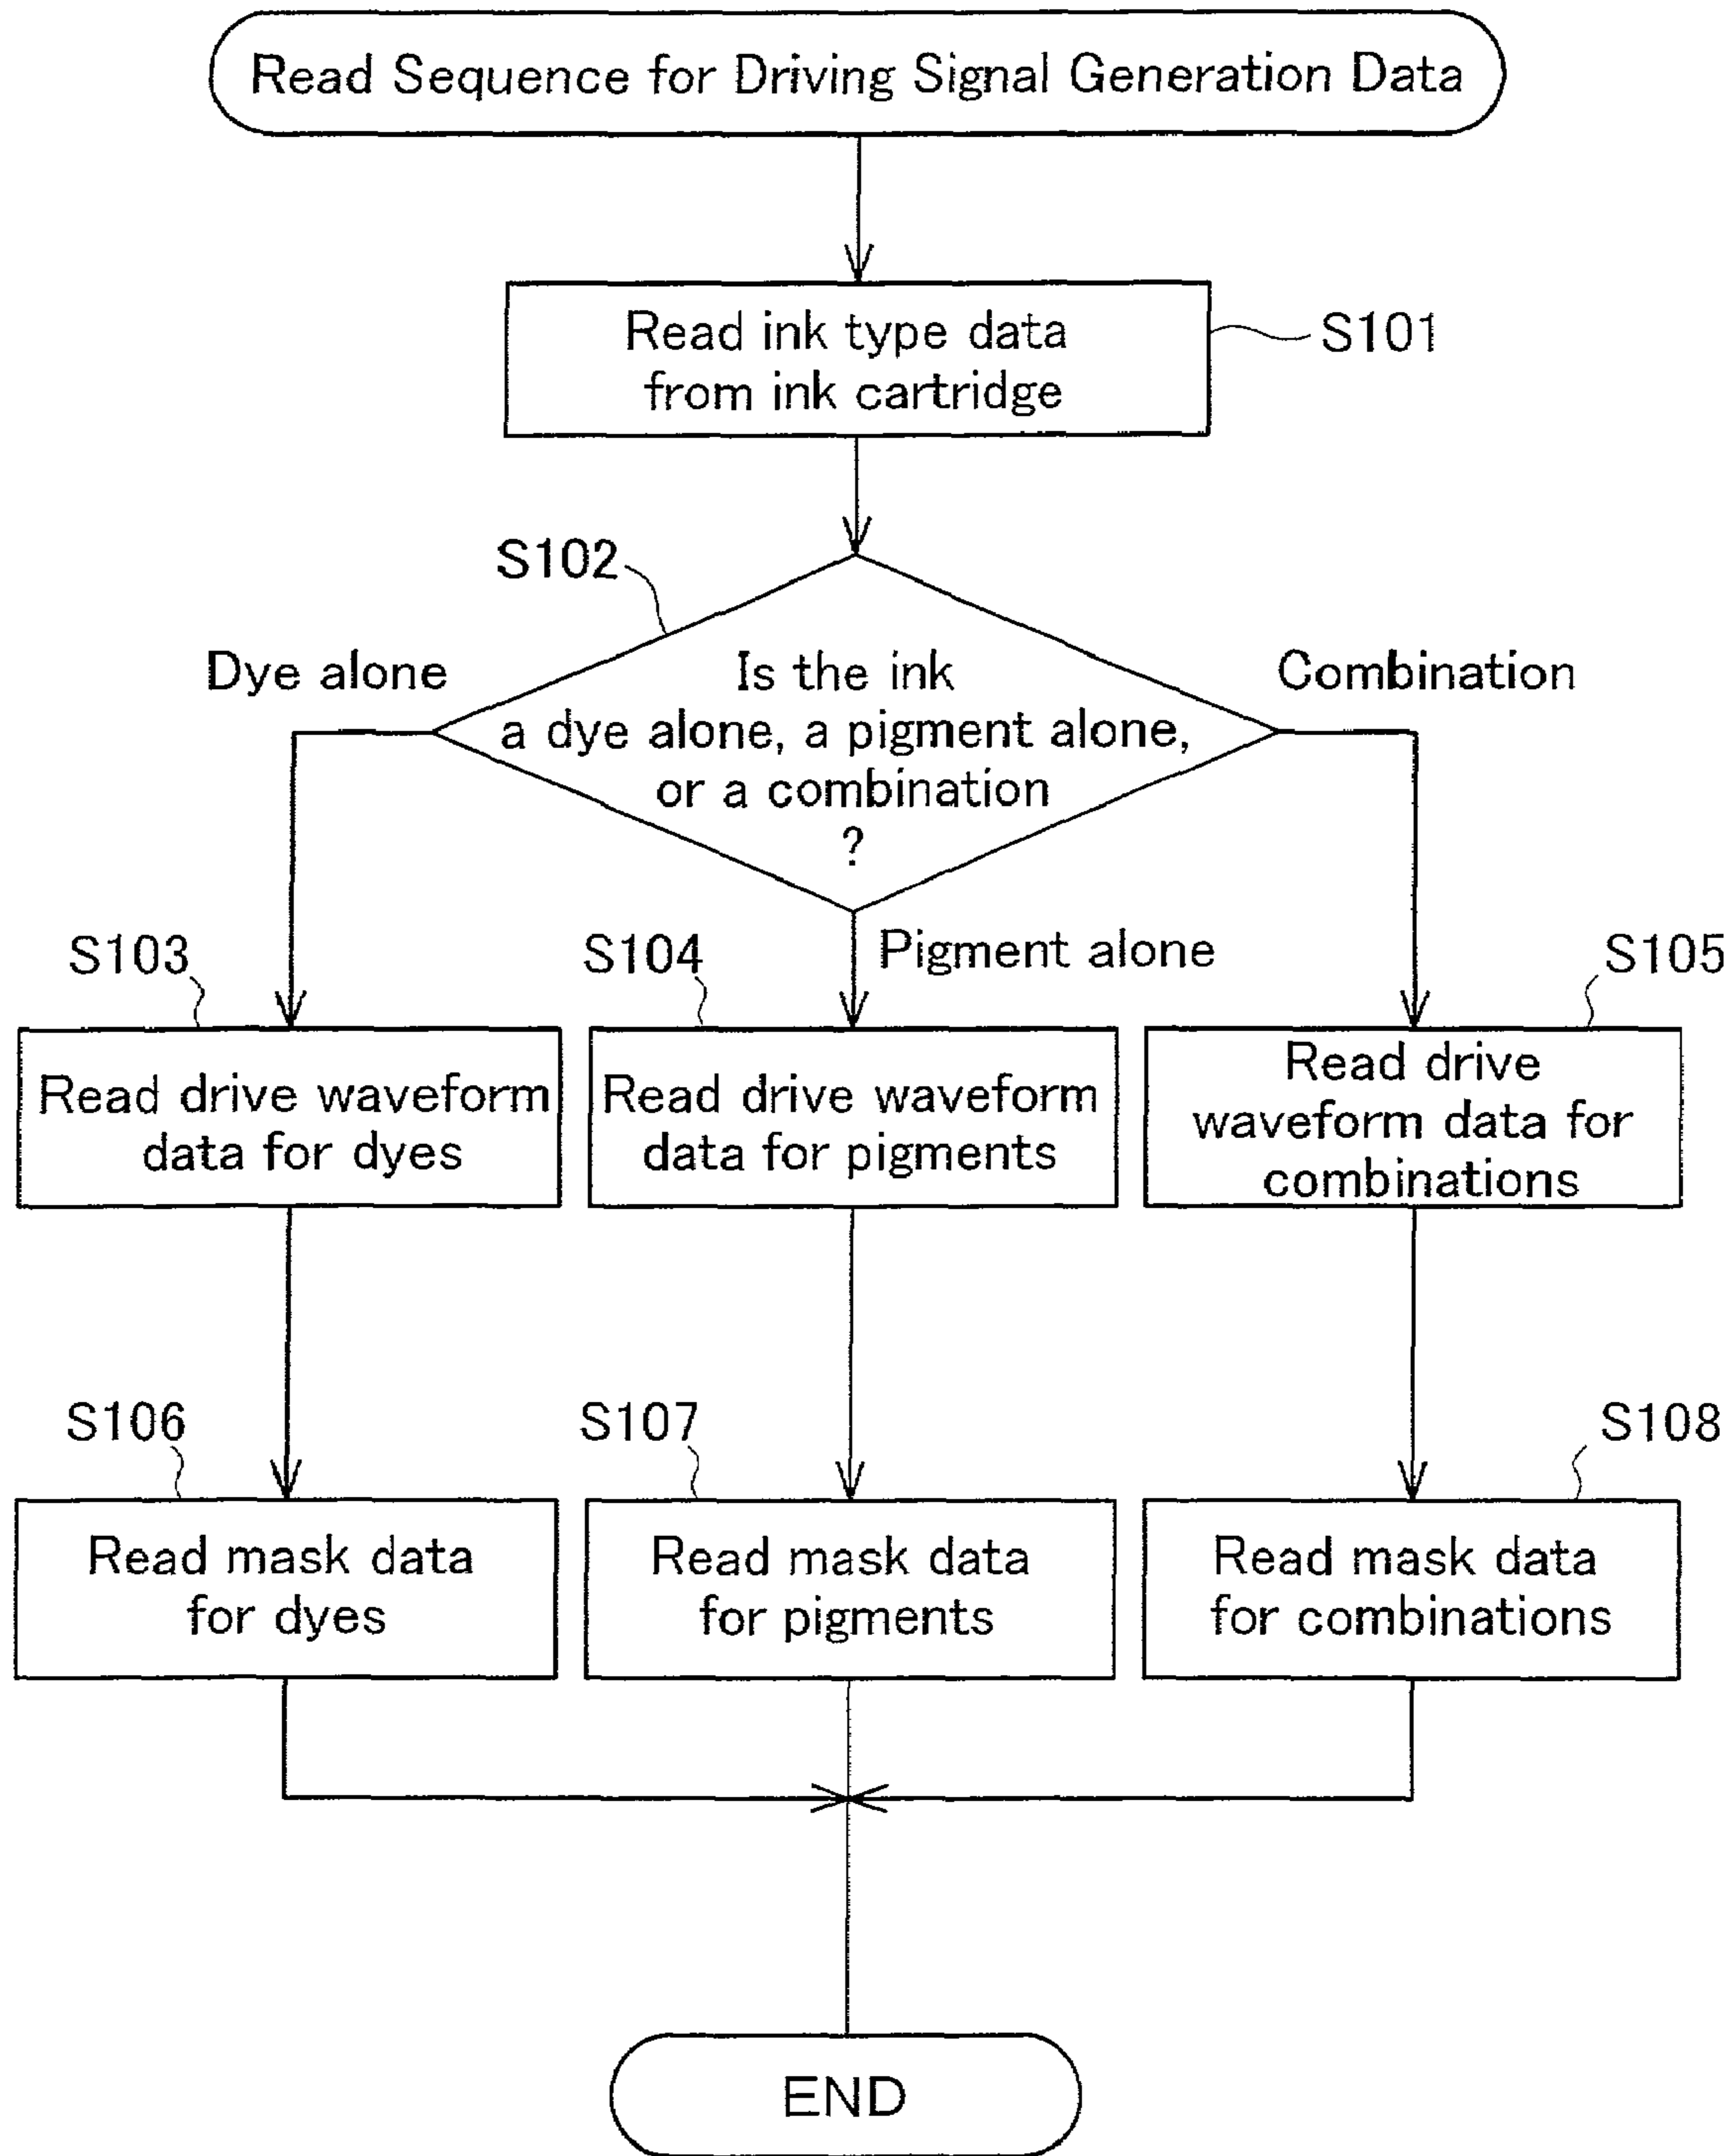 Read Sequence for Driving Signal Generation Data
Read ink type data
from ink cartridge
S101
S102
Dye alone
Is the ink
a dye alone, a pigment alone,
or a combination
?
Combination
Pigment alone
S103
S104
S105
Read drive waveform
data for dyes
Read drive waveform
data for pigments
Read drive
waveform data for
combinations
S106
S107
S108
Read mask data
for dyes
Read mask data
for pigments
Read mask data
for combinations
END